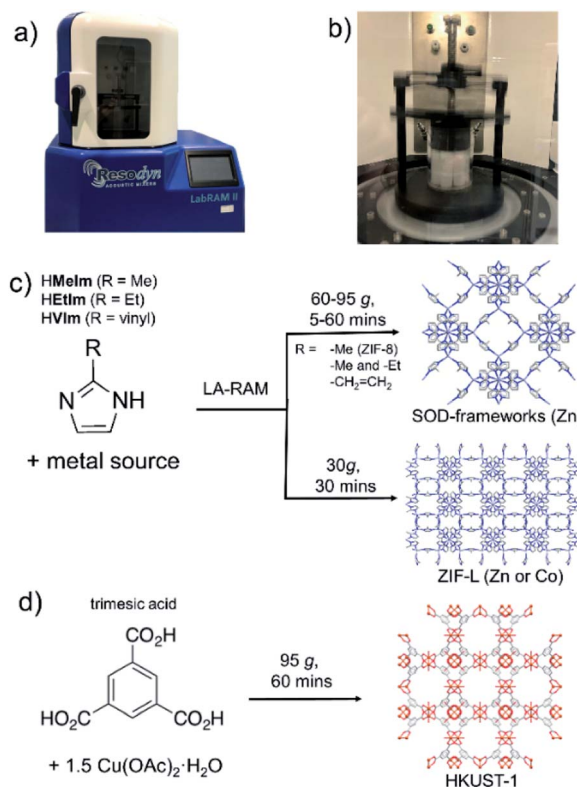 a)
b)
Resodyn
ACOUSTIC MIXERS
LabRAM II
c)
HMeIm (R = Me)
HEtIm (R = Et)
HVIm (R = vinyl)
R
N
NH
+ metal source
LA-RAM
60-95 g,
5-60 mins
R = -Me (ZIF-8)
-Me and -Et
-CH2=CH2
SOD-frameworks (Zn
30g,
30 mins
ZIF-L (Zn or Co)
d)
trimesic acid
CO2H
HO2C
CO2H
+ 1.5 Cu(OAc)2·H2O
95 g,
60 mins
HKUST-1